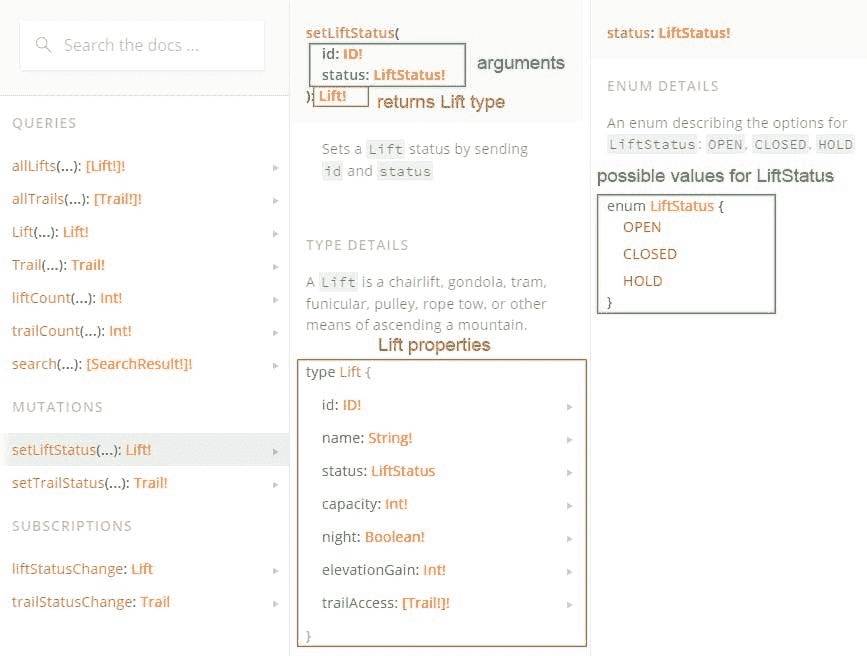 Search the docs ...
QUERIES
allLifts(...): [Lift!]!
allTrails(...): [Trail!]!
Lift(...): Lift!
Trail(...): Trail!
liftCount(...): Int!
trailCount(...): Int!
search(...): [SearchResult!]!
MUTATIONS
setLiftStatus(...): Lift!
setTrailStatus(...): Trail!
SUBSCRIPTIONS
liftStatusChange: Lift
trailStatusChange: Trail
setLiftStatus(
id: ID!
status: LiftStatus!
arguments
): Lift!
returns Lift type
Sets a Lift status by sending
id and status
TYPE DETAILS
A Lift is a chairlift, gondola, tram,
funicular, pulley, rope tow, or other
means of ascending a mountain.
Lift properties
type Lift {
id: ID!
name: String!
status: LiftStatus
capacity: Int!
night: Boolean!
elevationGain: Int!
trailAccess: [Trail!]!
}
status: LiftStatus!
ENUM DETAILS
An enum describing the options for
LiftStatus: OPEN, CLOSED, HOLD
possible values for LiftStatus
enum LiftStatus {
OPEN
CLOSED
HOLD
}